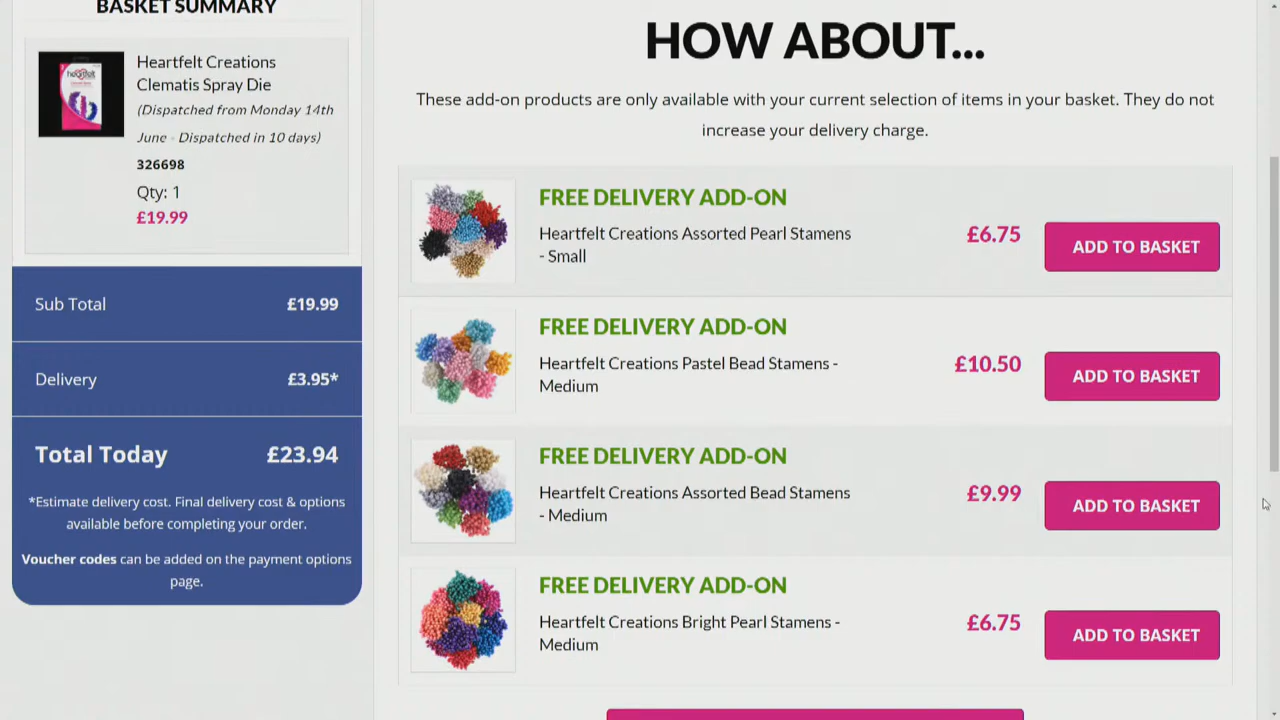 BASKET SUMMARY
heartfelt
Heartfelt Creations
Clematis Spray Die
(Dispatched from Monday 14th
June - Dispatched in 10 days)
326698
Qty: 1
£19.99
Sub Total £19.99
Delivery £3.95*
Total Today £23.94
*Estimate delivery cost. Final delivery cost & options
available before completing your order.
Voucher codes can be added on the payment options
page.
HOW ABOUT...
These add-on products are only available with your current selection of items in your basket. They do not
increase your delivery charge.
FREE DELIVERY ADD-ON
Heartfelt Creations Assorted Pearl Stamens
- Small
£6.75
ADD TO BASKET
FREE DELIVERY ADD-ON
Heartfelt Creations Pastel Bead Stamens -
Medium
£10.50
ADD TO BASKET
FREE DELIVERY ADD-ON
Heartfelt Creations Assorted Bead Stamens
- Medium
£9.99
ADD TO BASKET
FREE DELIVERY ADD-ON
Heartfelt Creations Bright Pearl Stamens -
Medium
£6.75
ADD TO BASKET